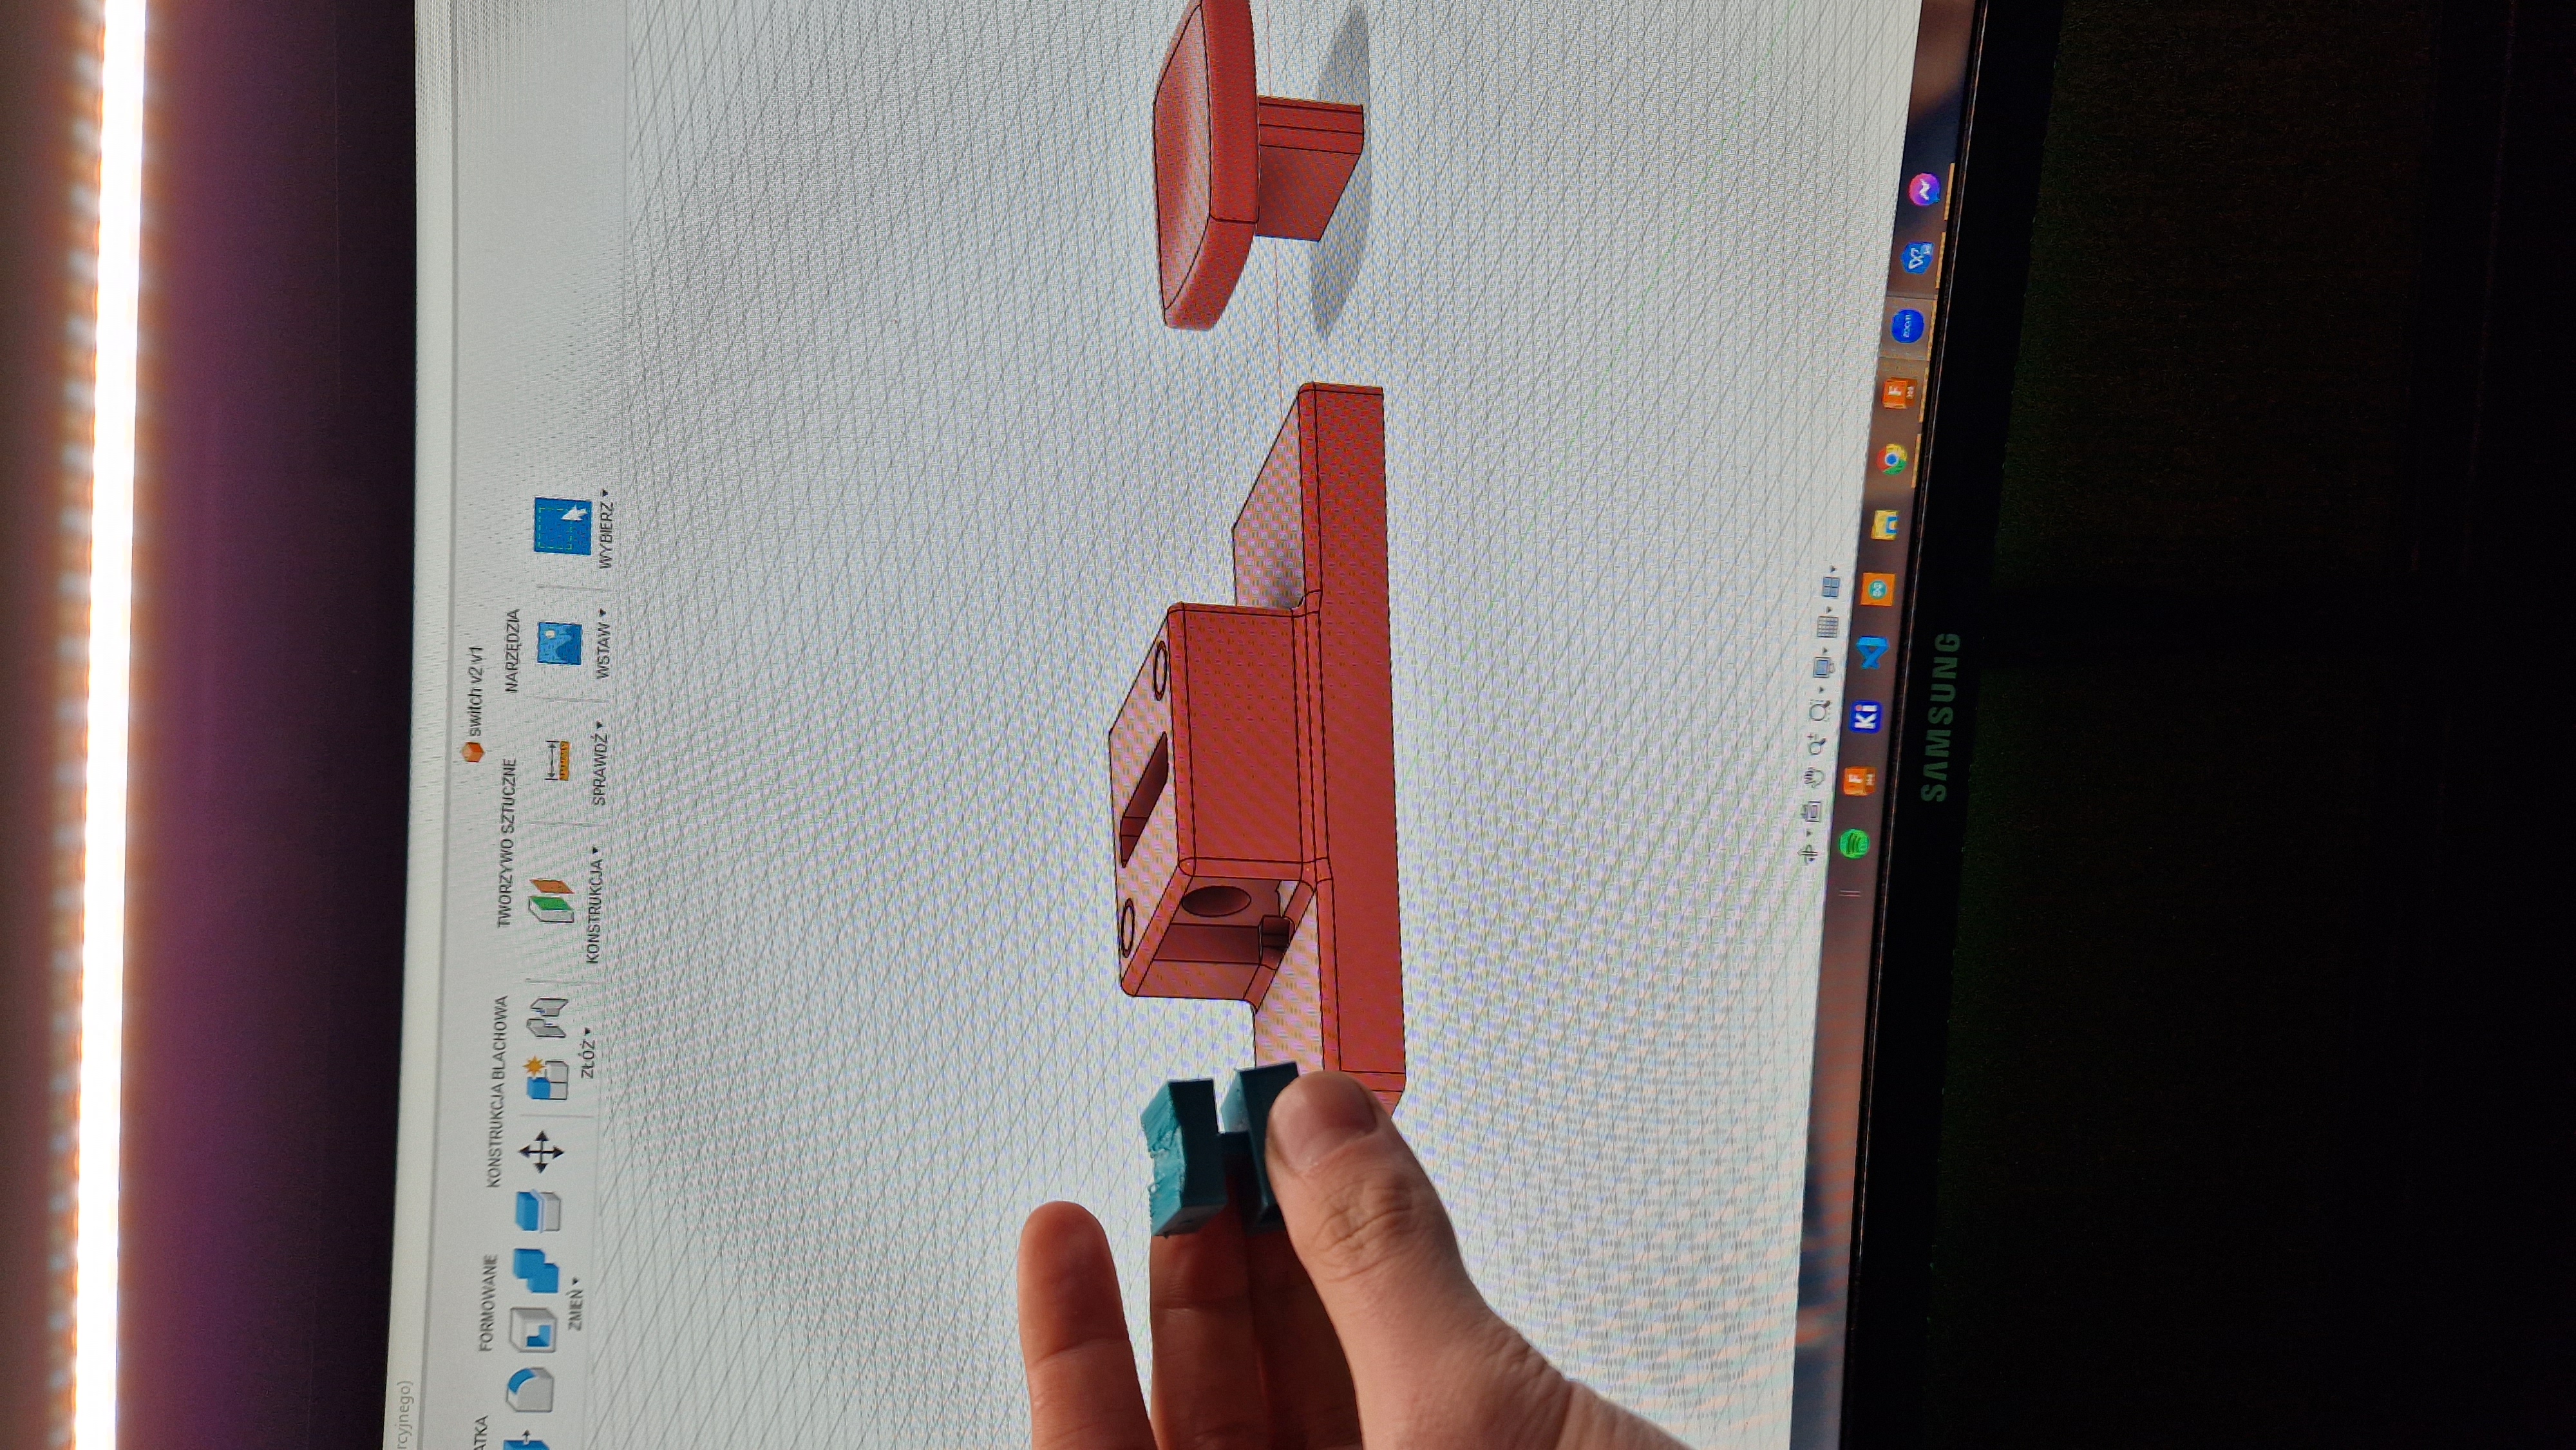 rcyjnego)
switch v2 v1
ATKA
FORMOWANIE
KONSTRUKCJA BLACHOWA
TWORZYWO SZTUCZNE
NARZĘDZIA
ZMIEŃ
ZŁÓŻ
KONSTRUKCJA
SPRAWDŹ
WSTAW
WYBIERZ
F
Ki
F
zoom
SAMSUNG